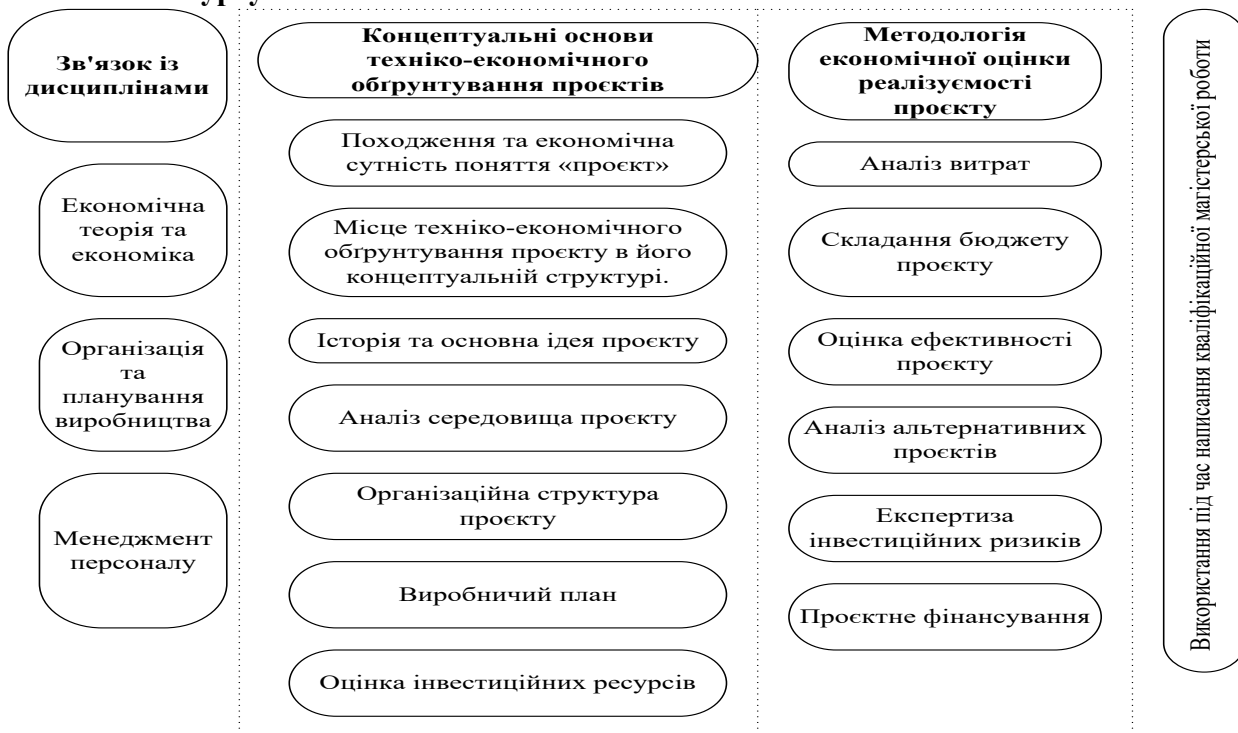 Зв'язок із
дисциплінами
Економічна
теорія та
економіка
Організація
та
планування
виробництва
Менеджмент
персоналу
Концептуальні основи
техніко-економічного
обґрунтування проєктів
Походження та економічна
сутність поняття «проєкт»
Місце техніко-економічного
обґрунтування проєкту в його
концептуальній структурі.
Історія та основна ідея проєкту
Аналіз середовища проєкту
Організаційна структура
проєкту
Виробничий план
Оцінка інвестиційних ресурсів
Методологія
економічної оцінки
реалізуємості
проєкту
Аналіз витрат
Складання бюджету
проєкту
Оцінка ефективності
проєкту
Аналіз альтернативних
проєктів
Експертиза
інвестиційних ризиків
Проєктне фінансування
Використання під час написання кваліфікаційної магістерської роботи